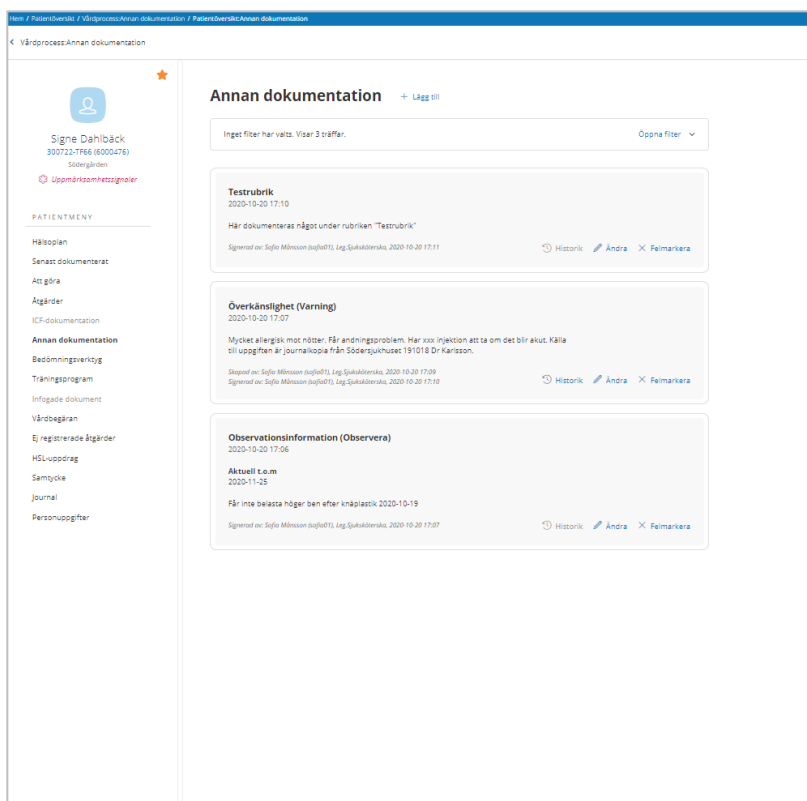 Hem / Patientöversikt / Vårdprocess:Annan dokumentation / Patientöversikt:Annan dokumentation
Vårdprocess:Annan dokumentation
Signe Dahlbäck
300722-TF66 (6000476)
Södergården
Uppmärksamhetssignaler
PATIENTMENY
Hälsoplan
Senast dokumenterat
Att göra
Åtgärder
ICF-dokumentation
Annan dokumentation
Bedömningsverktyg
Träningsprogram
Infogade dokument
Vårdbegäran
Ej registrerade åtgärder
HSL-uppdrag
Samtycke
Journal
Personuppgifter
Annan dokumentation + Lägg till
Inget filter har valts. Visar 3 träffar. Öppna filter
Testrubrik
2020-10-20 17:10
Här dokumenteras något under rubriken "Testrubrik"
Signerad av: Sofia Månsson (sofia01), Leg.Sjuksköterska, 2020-10-20 17:11
Historik Ändra Felmarkera
Överkänslighet (Varning)
2020-10-20 17:07
Mycket allergisk mot nötter. Får andningsproblem. Har xxx injektion att ta om det blir akut. Källa
till uppgiften är journalkopia från Södersjukhuset 191018 Dr Karlsson.
Skapad av: Sofia Månsson (sofia01), Leg.Sjuksköterska, 2020-10-20 17:09
Signerad av: Sofia Månsson (sofia01), Leg.Sjuksköterska, 2020-10-20 17:10
Historik Ändra Felmarkera
Observationsinformation (Observera)
2020-10-20 17:06
Aktuell t.o.m
2020-11-25
Får inte belasta höger ben efter knäplastik 2020-10-19
Signerad av: Sofia Månsson (sofia01), Leg.Sjuksköterska, 2020-10-20 17:07
Historik Ändra Felmarkera